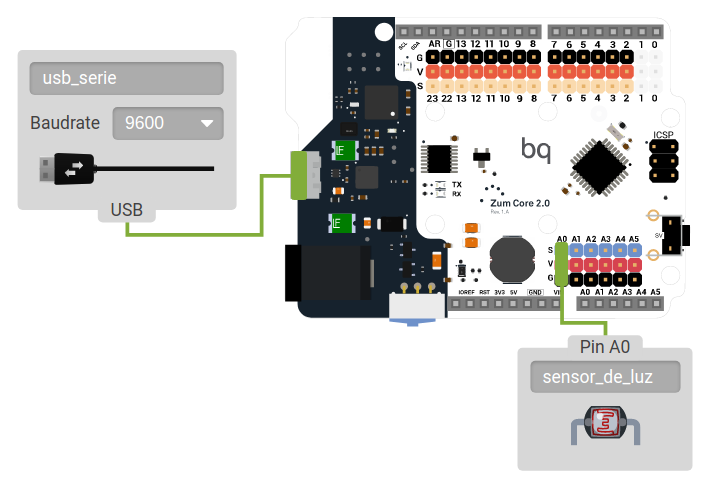 usb_serie
Baudrate 9600
USB
SCL SDA AR G 13 12 11 10 9 8 7 6 5 4 3 2 1 0
G
V
S
23 22 13 12 11 10 9 8 7 6 5 4 3 2 1 0
IE
bq
ICSP
TX
RX
Zum Core 2.0
Rev. 1_A
IE
5V
A0 A1 A2 A3 A4 A5
S
V
G
IOREF RST 3V3 5V GND A0 A1 A2 A3 A4 A5
Pin A0
sensor_de_luz